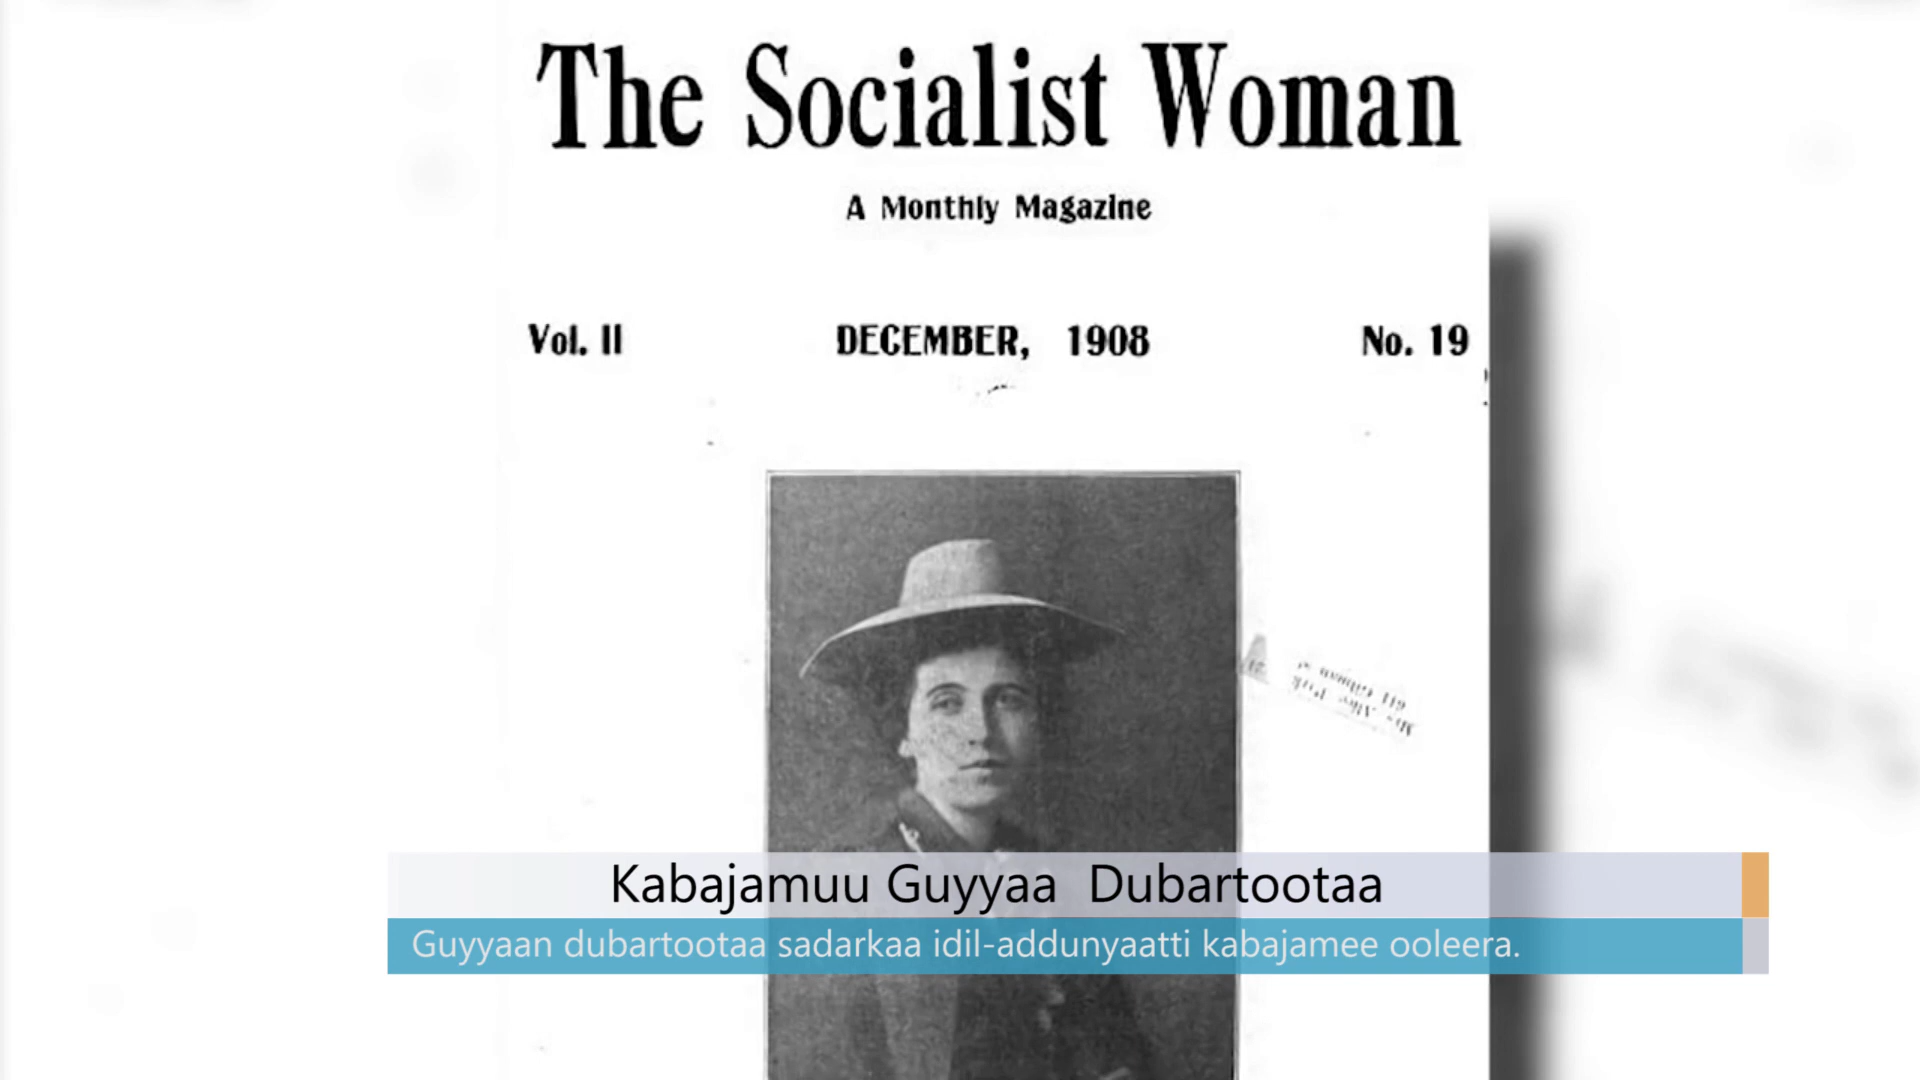 The Socialist Woman
A Monthly Magazine
Vol. II DECEMBER, 1908 No. 19
Kabajamuu Guyyaa Dubartootaa
Guyyaan dubartootaa sadarkaa idil-addunyaatti kabajamee ooleera.